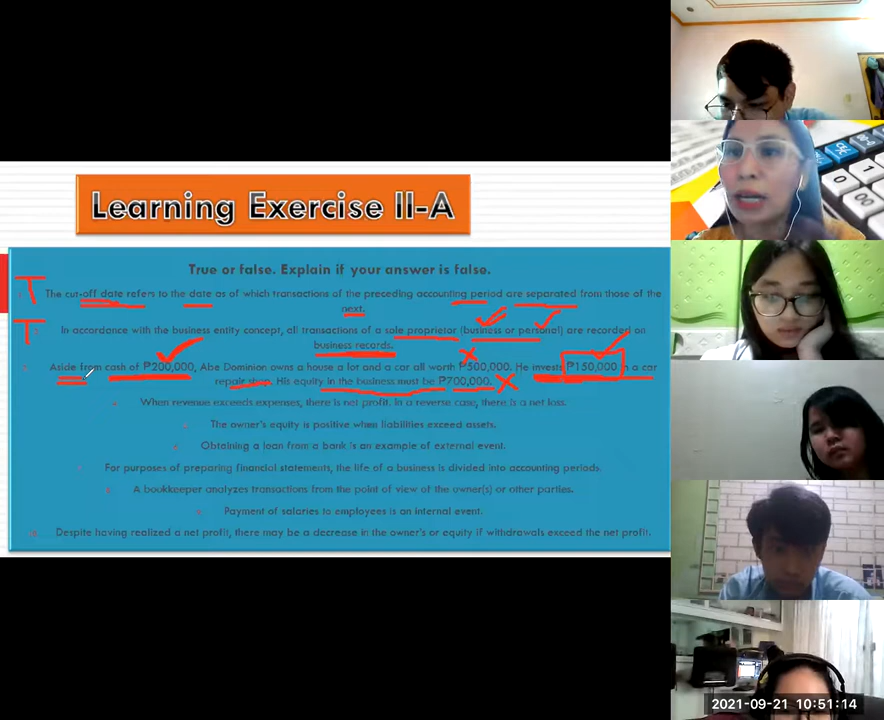 Learning Exercise II-A
True or false. Explain if your answer is false.
T The cut-off date refers to the date as of which transactions of the preceding accounting period are separated from those of the
next.
T In accordance with the business entity concept, all transactions of a sole proprietor (business or personal) are recorded on
business records.
Aside from cash of ₱200,000, Abe Dominion owns a house a lot and a car all worth ₱500,000. He invests ₱150,000 in a car
repair shop. His equity in the business must be ₱700,000.
When revenue exceeds expenses, there is net profit. In a reverse case, there is a net loss.
The owner's equity is positive when liabilities exceed assets.
Obtaining a loan from a bank is an example of external event.
For purposes of preparing financial statements, the life of a business is divided into accounting periods.
A bookkeeper analyzes transactions from the point of view of the owner(s) or other parties.
Payment of salaries to employees is an internal event.
Despite having realized a net profit, there may be a decrease in the owner's or equity if withdrawals exceed the net profit.
0
1
00
2021-09-21 10:51:14